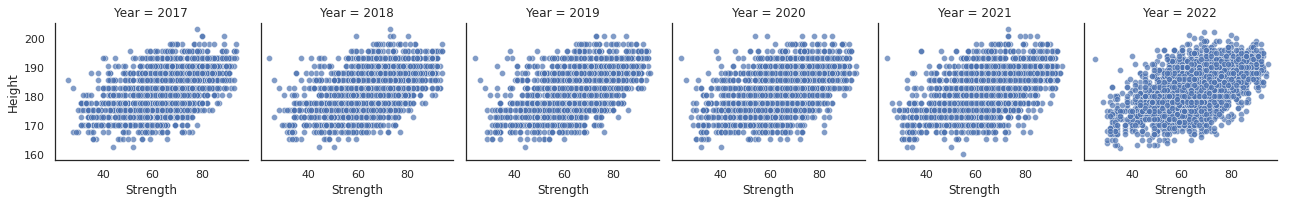 Year = 2017 Year = 2018 Year = 2019 Year = 2020 Year = 2021 Year = 2022
200
190
180
170
160
Height
40 60 80 40 60 80 40 60 80 40 60 80 40 60 80 40 60 80
Strength Strength Strength Strength Strength Strength